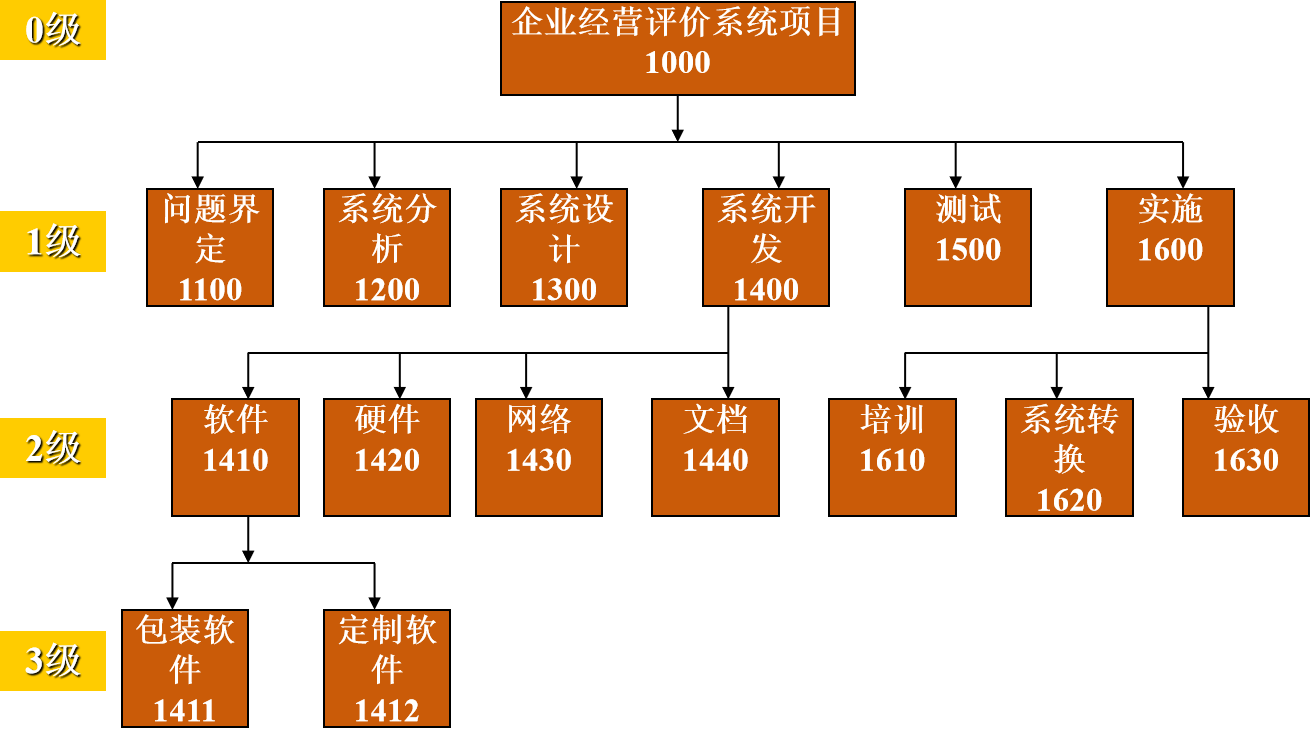 0级
企业经营评价系统项目
1000
1级
问题界
定
1100
系统分
析
1200
系统设
计
1300
系统开
发
1400
测试
1500
实施
1600
2级
软件
1410
硬件
1420
网络
1430
文档
1440
培训
1610
系统转
换
1620
验收
1630
3级
包装软
件
1411
定制软
件
1412